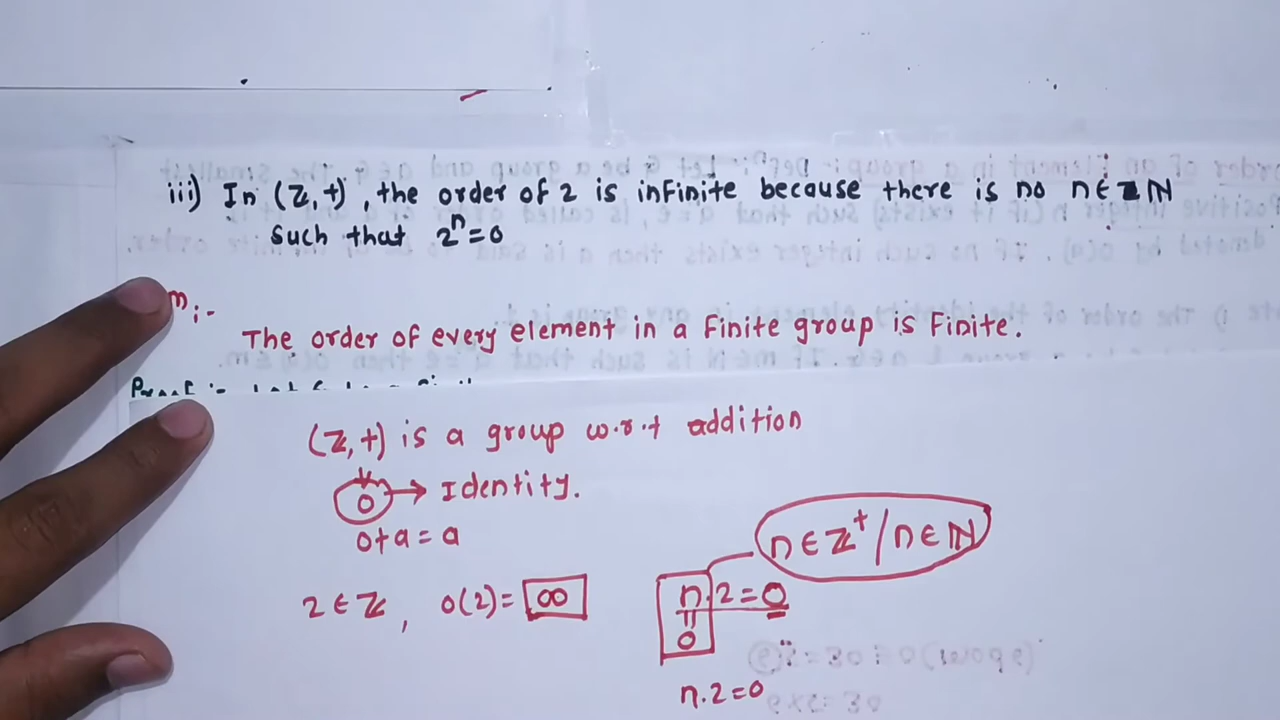 iii) In (ℤ,+), the order of 2 is infinite because there is no n∈ℕ
such that 2ⁿ=0
m:-
The order of every element in a Finite group is Finite.
Proof:-
(ℤ,+) is a group w.r.t addition
0 → Identity.
0+a=a
n∈ℤ⁺/n∈ℕ
2∈ℤ, o(2)=∞ n.2=0
0
n.2=0